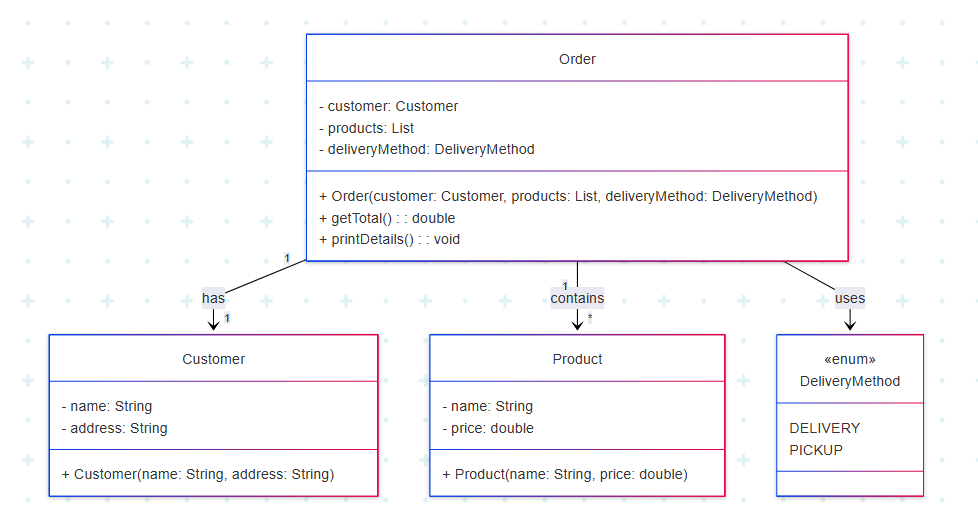 Order
- customer: Customer
- products: List
- deliveryMethod: DeliveryMethod
+ Order(customer: Customer, products: List, deliveryMethod: DeliveryMethod)
+ getTotal() : : double
+ printDetails() : : void
1
1
has
contains
uses
1
*
Customer
- name: String
- address: String
+ Customer(name: String, address: String)
Product
- name: String
- price: double
+ Product(name: String, price: double)
«enum»
DeliveryMethod
DELIVERY
PICKUP